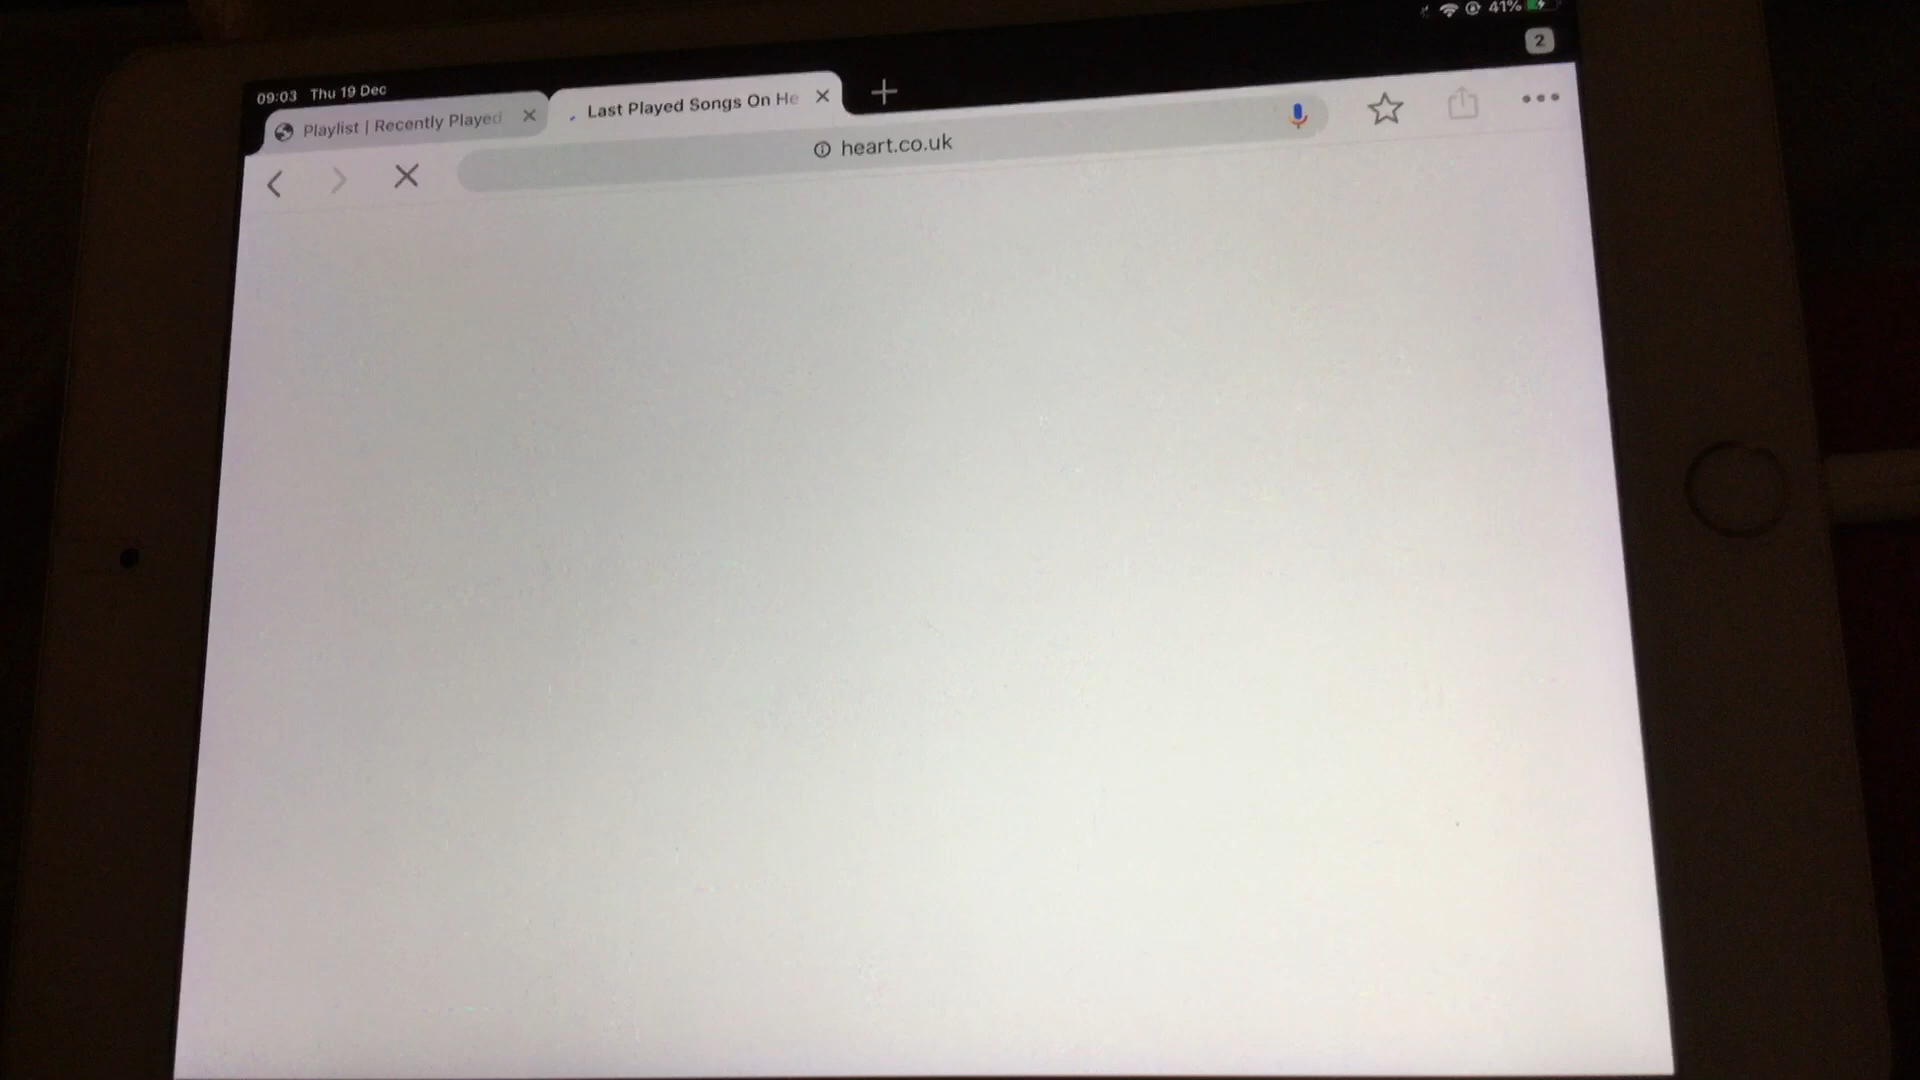 09:03 Thu 19 Dec
41%
2
Playlist | Recently Played
Last Played Songs On He
heart.co.uk